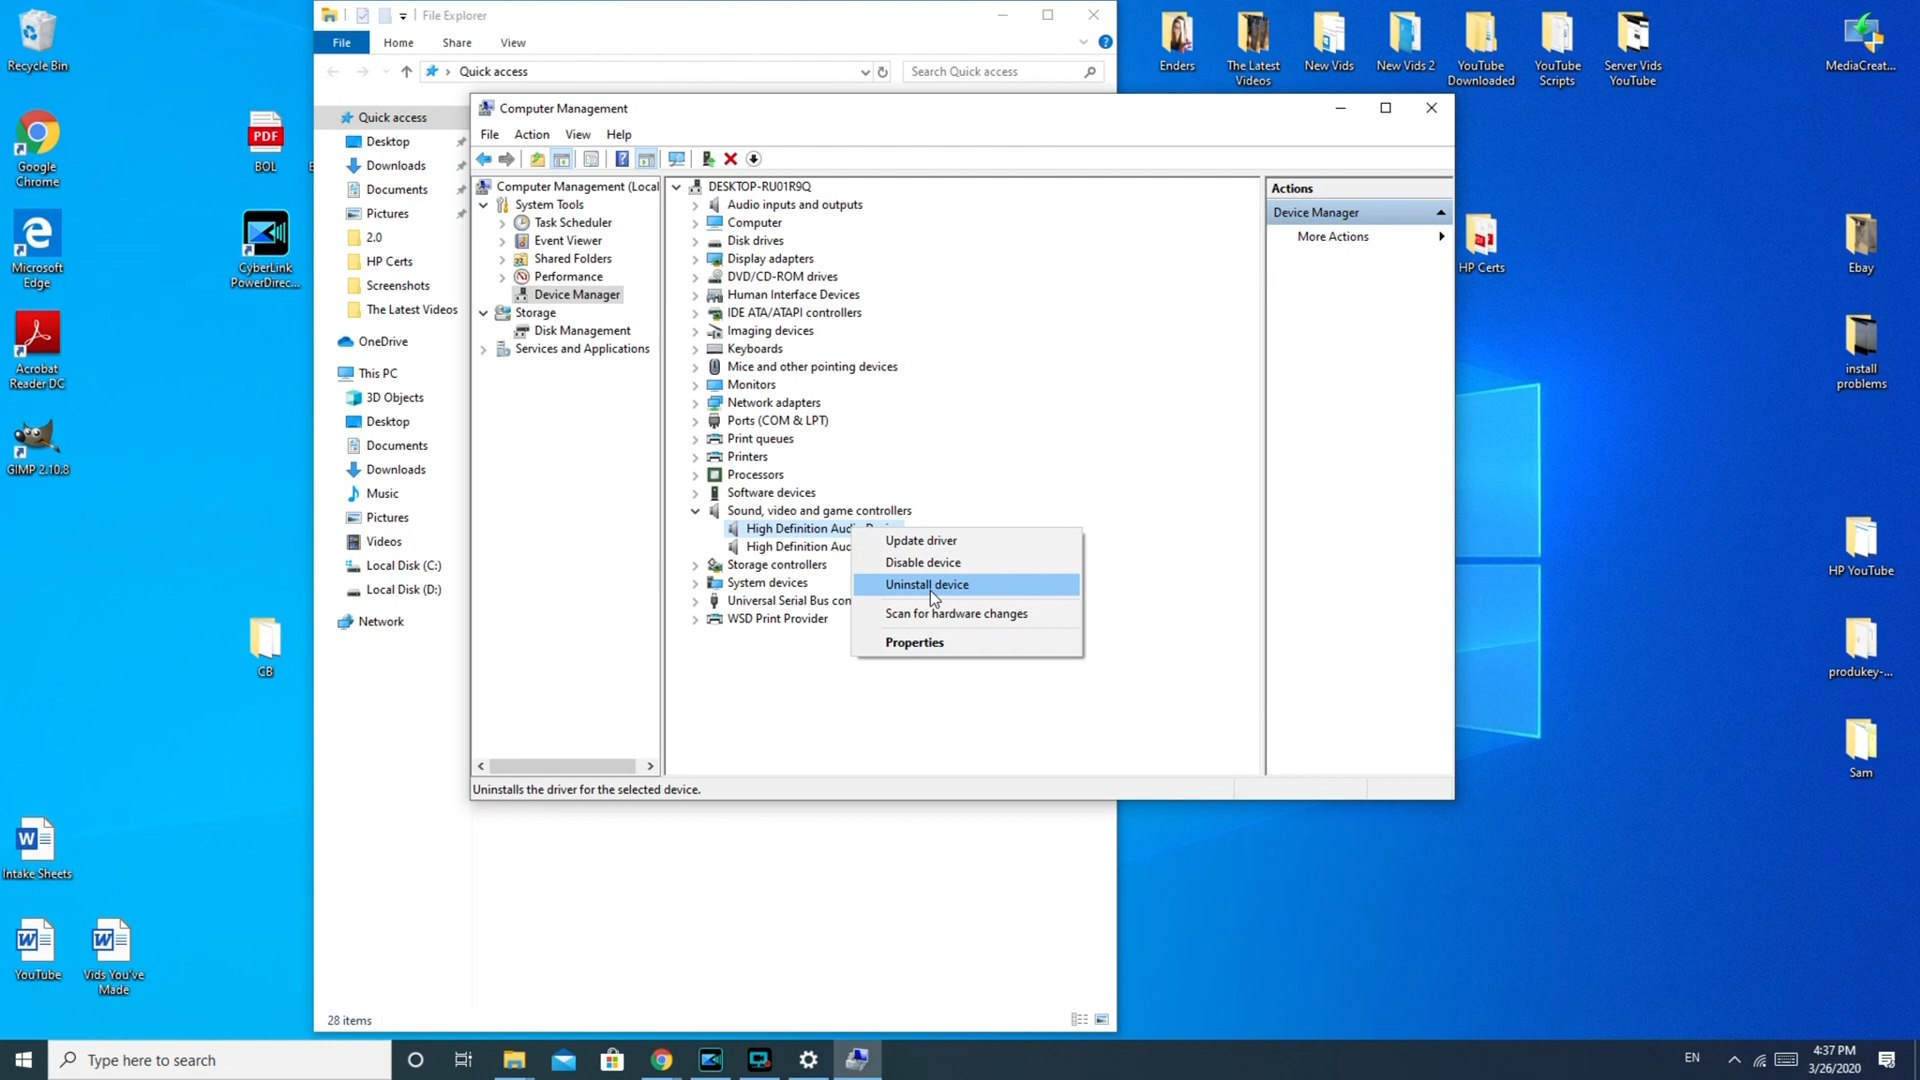 Recycle Bin
Google
Chrome
Microsoft
Edge
Acrobat
Reader DC
GIMP 2.10.8
Intake Sheets
YouTube
Vids You've
Made
PDF
BOL
CyberLink
PowerDirec...
CB
File Explorer
File
Home
Share
View
Quick access
Search Quick access
Quick access
Desktop
Downloads
Documents
Pictures
2.0
HP Certs
Screenshots
The Latest Videos
OneDrive
This PC
3D Objects
Desktop
Documents
Downloads
Music
Pictures
Videos
Local Disk (C:)
Local Disk (D:)
Network
28 items
Computer Management
File
Action
View
Help
Computer Management (Local
System Tools
Task Scheduler
Event Viewer
Shared Folders
Performance
Device Manager
Storage
Disk Management
Services and Applications
DESKTOP-RU01R9Q
Audio inputs and outputs
Computer
Disk drives
Display adapters
DVD/CD-ROM drives
Human Interface Devices
IDE ATA/ATAPI controllers
Imaging devices
Keyboards
Mice and other pointing devices
Monitors
Network adapters
Ports (COM & LPT)
Print queues
Printers
Processors
Software devices
Sound, video and game controllers
High Definition Aud
High Definition Aud
Storage controllers
System devices
Universal Serial Bus con
WSD Print Provider
Update driver
Disable device
Uninstall device
Scan for hardware changes
Properties
Actions
Device Manager
More Actions
Uninstalls the driver for the selected device.
Enders
The Latest
Videos
New Vids
New Vids 2
YouTube
Downloaded
YouTube
Scripts
Server Vids
YouTube
MediaCreat...
HP Certs
Ebay
install
problems
HP YouTube
produkey-...
Sam
Type here to search
EN
4:37 PM
3/26/2020